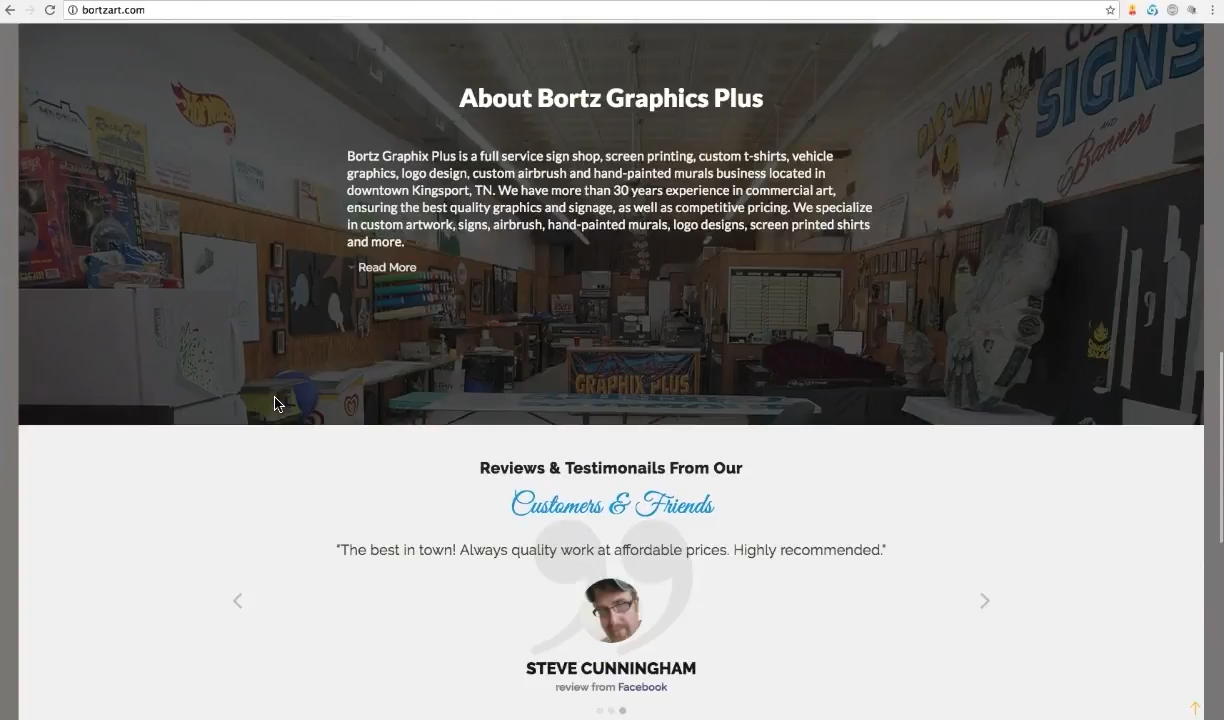 bortzart.com
CUSTOM
SIGNS
AND
Banners
PAC-MAN
About Bortz Graphics Plus
Bortz Graphix Plus is a full service sign shop, screen printing, custom t-shirts, vehicle
graphics, logo design, custom airbrush and hand-painted murals business located in
downtown Kingsport, TN. We have more than 30 years experience in commercial art,
ensuring the best quality graphics and signage, as well as competitive pricing. We specialize
in custom artwork, signs, airbrush, hand-painted murals, logo designs, screen printed shirts
and more.
Read More
GRAPHIX PLUS
Reviews & Testimonails From Our
Customers & Friends
"The best in town! Always quality work at affordable prices. Highly recommended."
STEVE CUNNINGHAM
review from Facebook